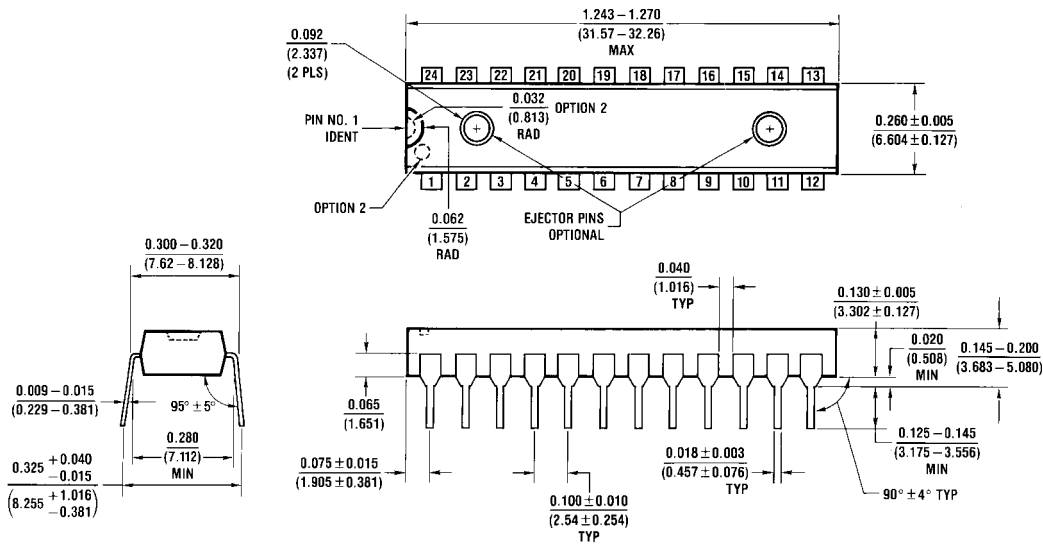 1.243 – 1.270
(31.57 – 32.26)
MAX
0.092
(2.337)
(2 PLS)
24 23 22 21 20 19 18 17 16 15 14 13
0.032
(0.813)
RAD
OPTION 2
PIN NO. 1
IDENT
0.260 ± 0.005
(6.604 ± 0.127)
1 2 3 4 5 6 7 8 9 10 11 12
OPTION 2
0.062
(1.575)
RAD
EJECTOR PINS
OPTIONAL
0.300 – 0.320
(7.62 – 8.128)
0.040
(1.016)
TYP
0.130 ± 0.005
(3.302 ± 0.127)
0.020
(0.508)
MIN
0.145 – 0.200
(3.683 – 5.080)
0.009 – 0.015
(0.229 – 0.381)
95° ± 5°
0.065
(1.651)
0.280
(7.112)
MIN
0.125 – 0.145
(3.175 – 3.556)
MIN
0.325 +0.040
–0.015
(8.255 +1.016
–0.381)
0.075 ± 0.015
(1.905 ± 0.381)
0.018 ± 0.003
(0.457 ± 0.076)
TYP
0.100 ± 0.010
(2.54 ± 0.254)
TYP
90° ± 4° TYP